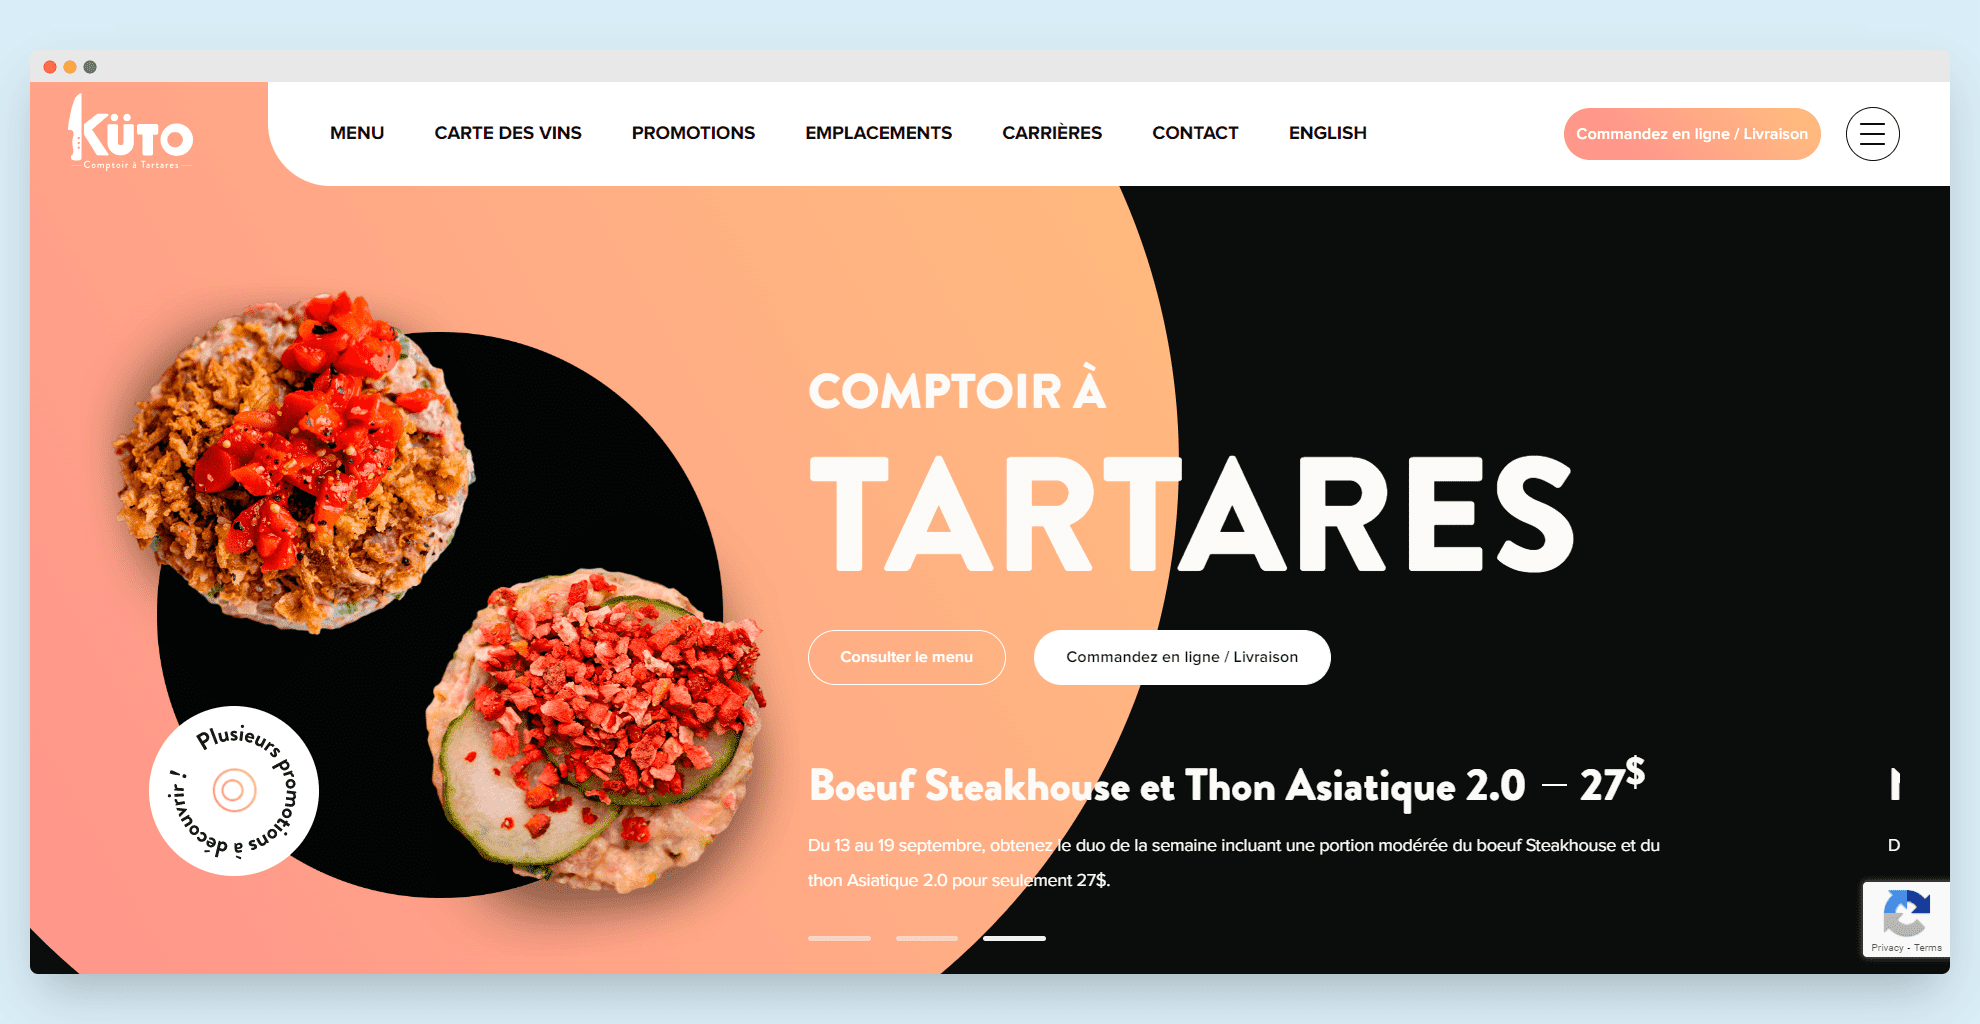 KÜTO
Comptoir à Tartares
MENU
CARTE DES VINS
PROMOTIONS
EMPLACEMENTS
CARRIÈRES
CONTACT
ENGLISH
Commandez en ligne / Livraison
COMPTOIR À
TARTARES
Consulter le menu
Commandez en ligne / Livraison
Plusieurs promotions à découvrir !
Boeuf Steakhouse et Thon Asiatique 2.0 — 27$
Du 13 au 19 septembre, obtenez le duo de la semaine incluant une portion modérée du boeuf Steakhouse et du
thon Asiatique 2.0 pour seulement 27$.
D
Privacy - Terms